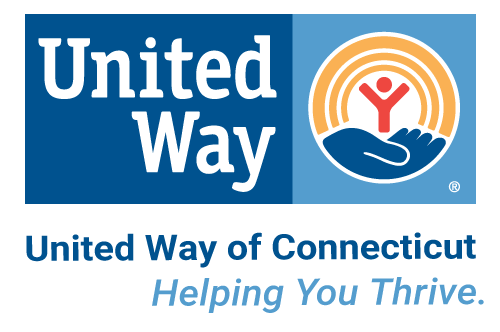 United
Way
®
United Way of Connecticut
Helping You Thrive.